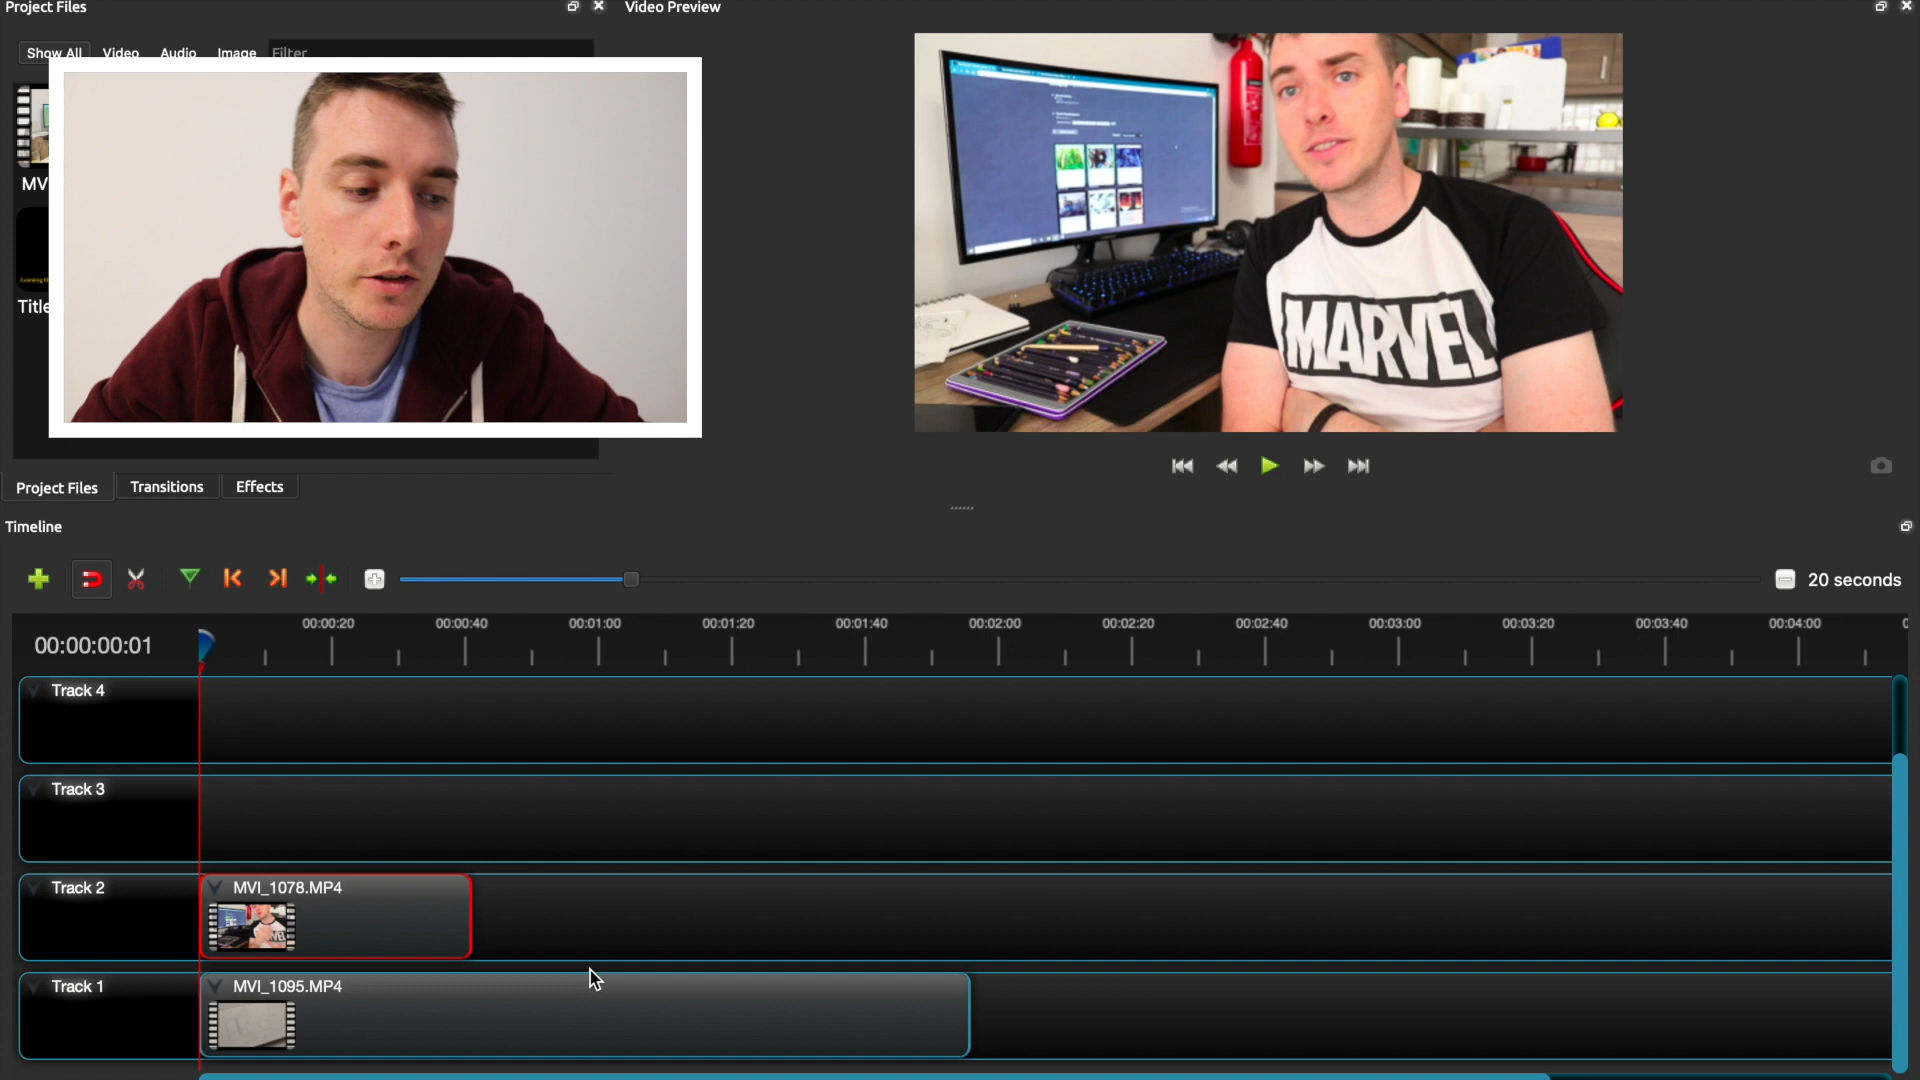 Project Files
Video Preview
Show All Video Audio Image Filter
MV
Title
MARVEL
Project Files Transitions Effects
Timeline
20 seconds
00:00:00:01
00:00:20 00:00:40 00:01:00 00:01:20 00:01:40 00:02:00 00:02:20 00:02:40 00:03:00 00:03:20 00:03:40 00:04:00
Track 4
Track 3
Track 2
MVI_1078.MP4
Track 1
MVI_1095.MP4